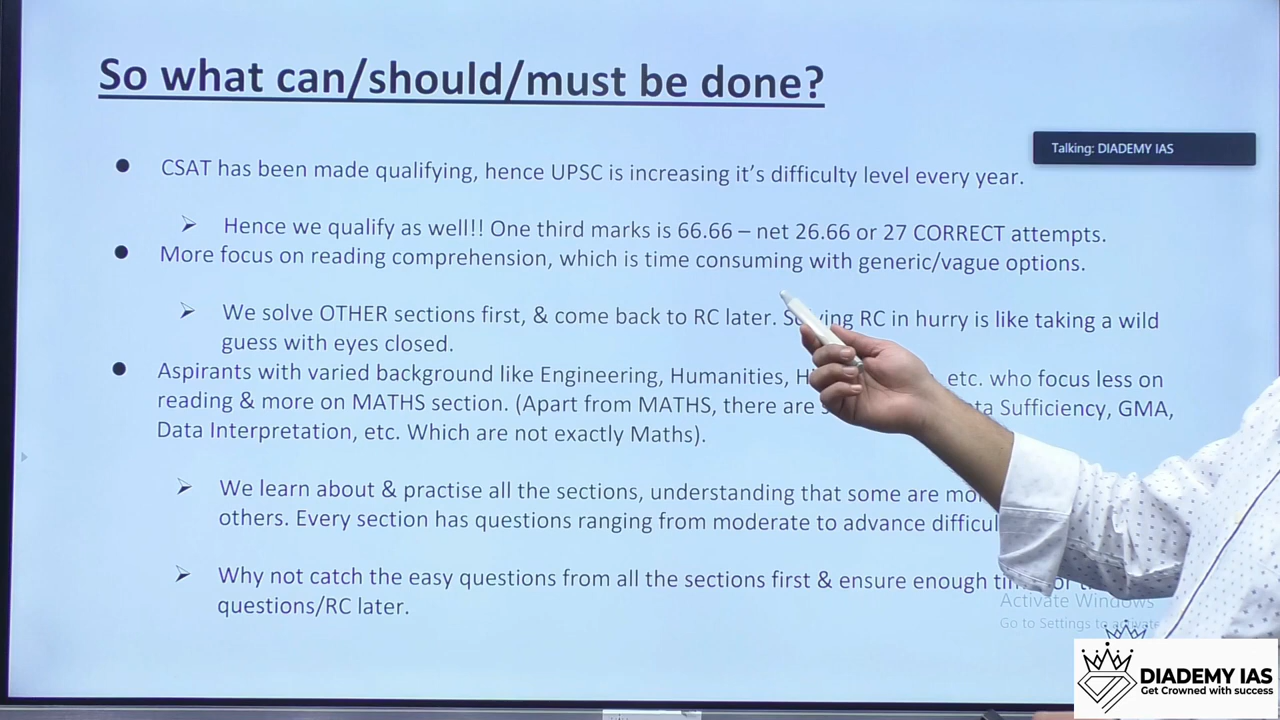 So what can/should/must be done?
Talking: DIADEMY IAS
● CSAT has been made qualifying, hence UPSC is increasing it's difficulty level every year.
➢ Hence we qualify as well!! One third marks is 66.66 – net 26.66 or 27 CORRECT attempts.
● More focus on reading comprehension, which is time consuming with generic/vague options.
➢ We solve OTHER sections first, & come back to RC later. RC in hurry is like taking a wild
guess with eyes closed.
● Aspirants with varied background like Engineering, Humanities, etc. who focus less on
reading & more on MATHS section. (Apart from MATHS, there are Sufficiency, GMA,
Data Interpretation, etc. Which are not exactly Maths).
➢ We learn about & practise all the sections, understanding that some are
others. Every section has questions ranging from moderate to advance
➢ Why not catch the easy questions from all the sections first & ensure enough
questions/RC later.
Activate Windows
Go to Settings to
DIADEMY IAS
Get Crowned with success